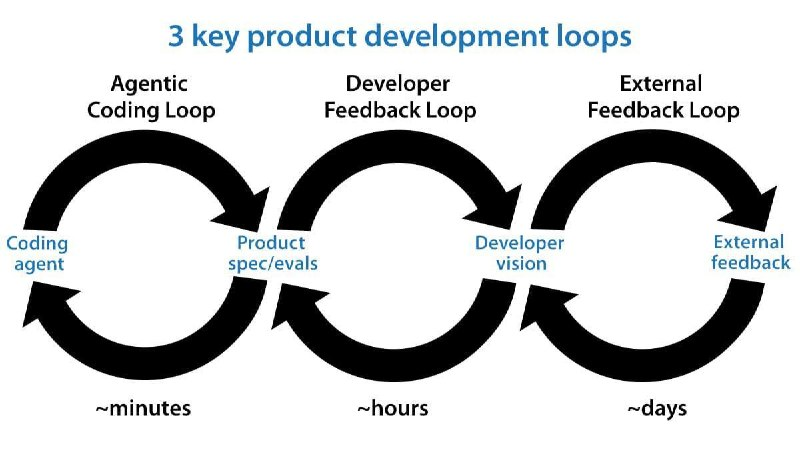 3 key product development loops
Agentic
Coding Loop
Developer
Feedback Loop
External
Feedback Loop
Coding
agent
Product
spec/evals
Developer
vision
External
feedback
~minutes
~hours
~days